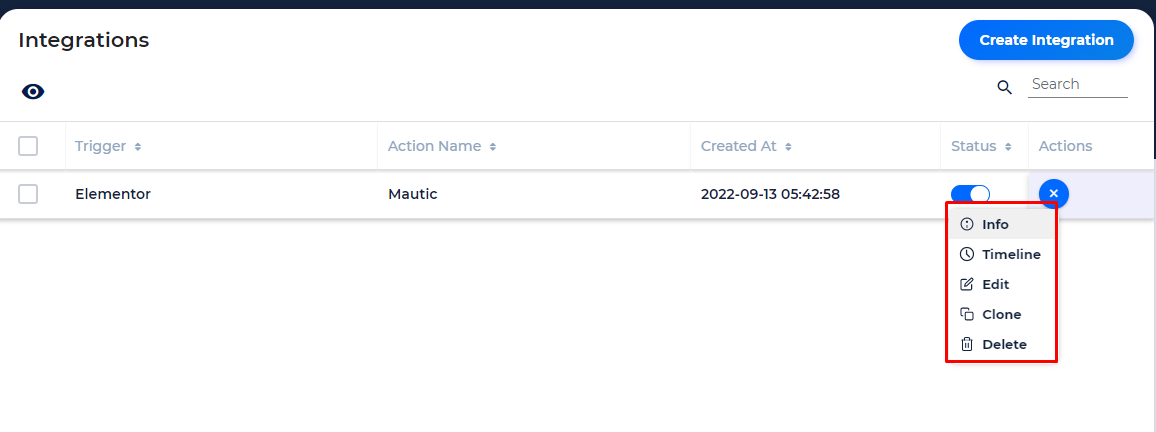 Integrations
Create Integration
Search
Trigger Action Name Created At Status Actions
Elementor Mautic 2022-09-13 05:42:58
Info
Timeline
Edit
Clone
Delete